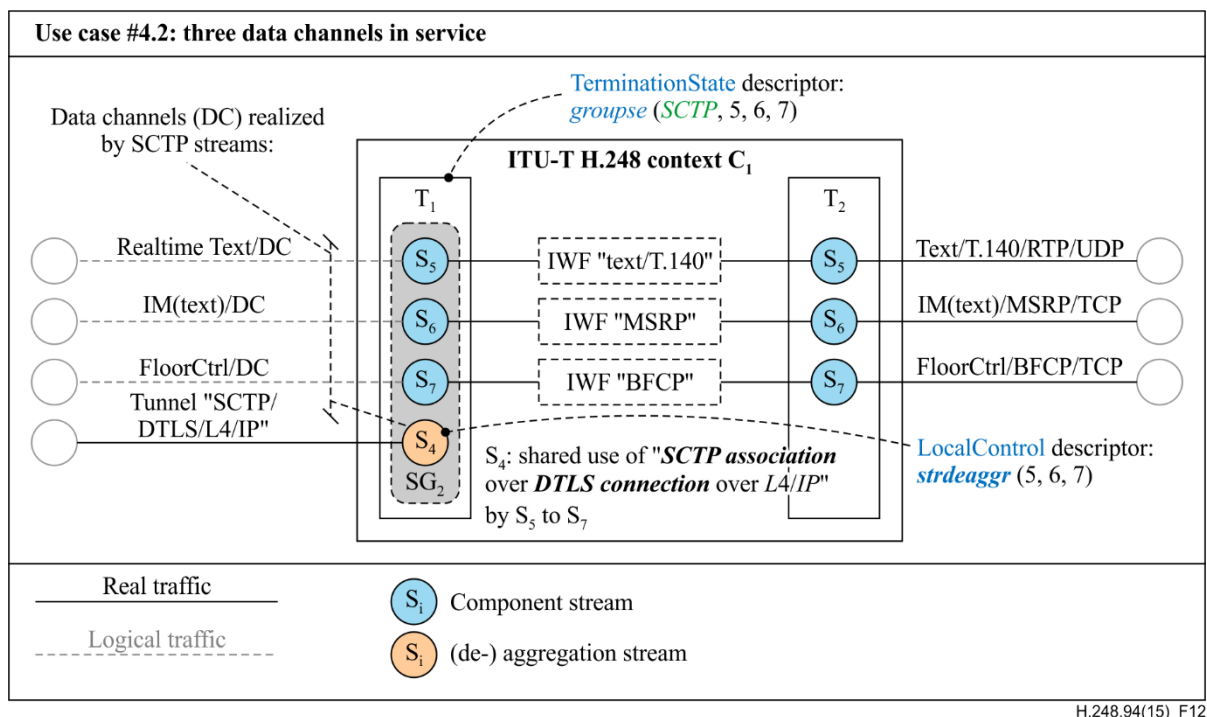 Use case #4.2: three data channels in service
TerminationState descriptor:
groupse (SCTP, 5, 6, 7)
Data channels (DC) realized
by SCTP streams:
ITU-T H.248 context C1
T1
T2
Realtime Text/DC
S5
IWF "text/T.140"
S5
Text/T.140/RTP/UDP
IM(text)/DC
S6
IWF "MSRP"
S6
IM(text)/MSRP/TCP
FloorCtrl/DC
S7
IWF "BFCP"
S7
FloorCtrl/BFCP/TCP
Tunnel "SCTP/
DTLS/L4/IP"
S4
SG2
S4: shared use of "SCTP association
over DTLS connection over L4/IP"
by S5 to S7
LocalControl descriptor:
strdeaggr (5, 6, 7)
Real traffic
Logical traffic
Si
Component stream
Si
(de-) aggregation stream
H.248.94(15)_F12